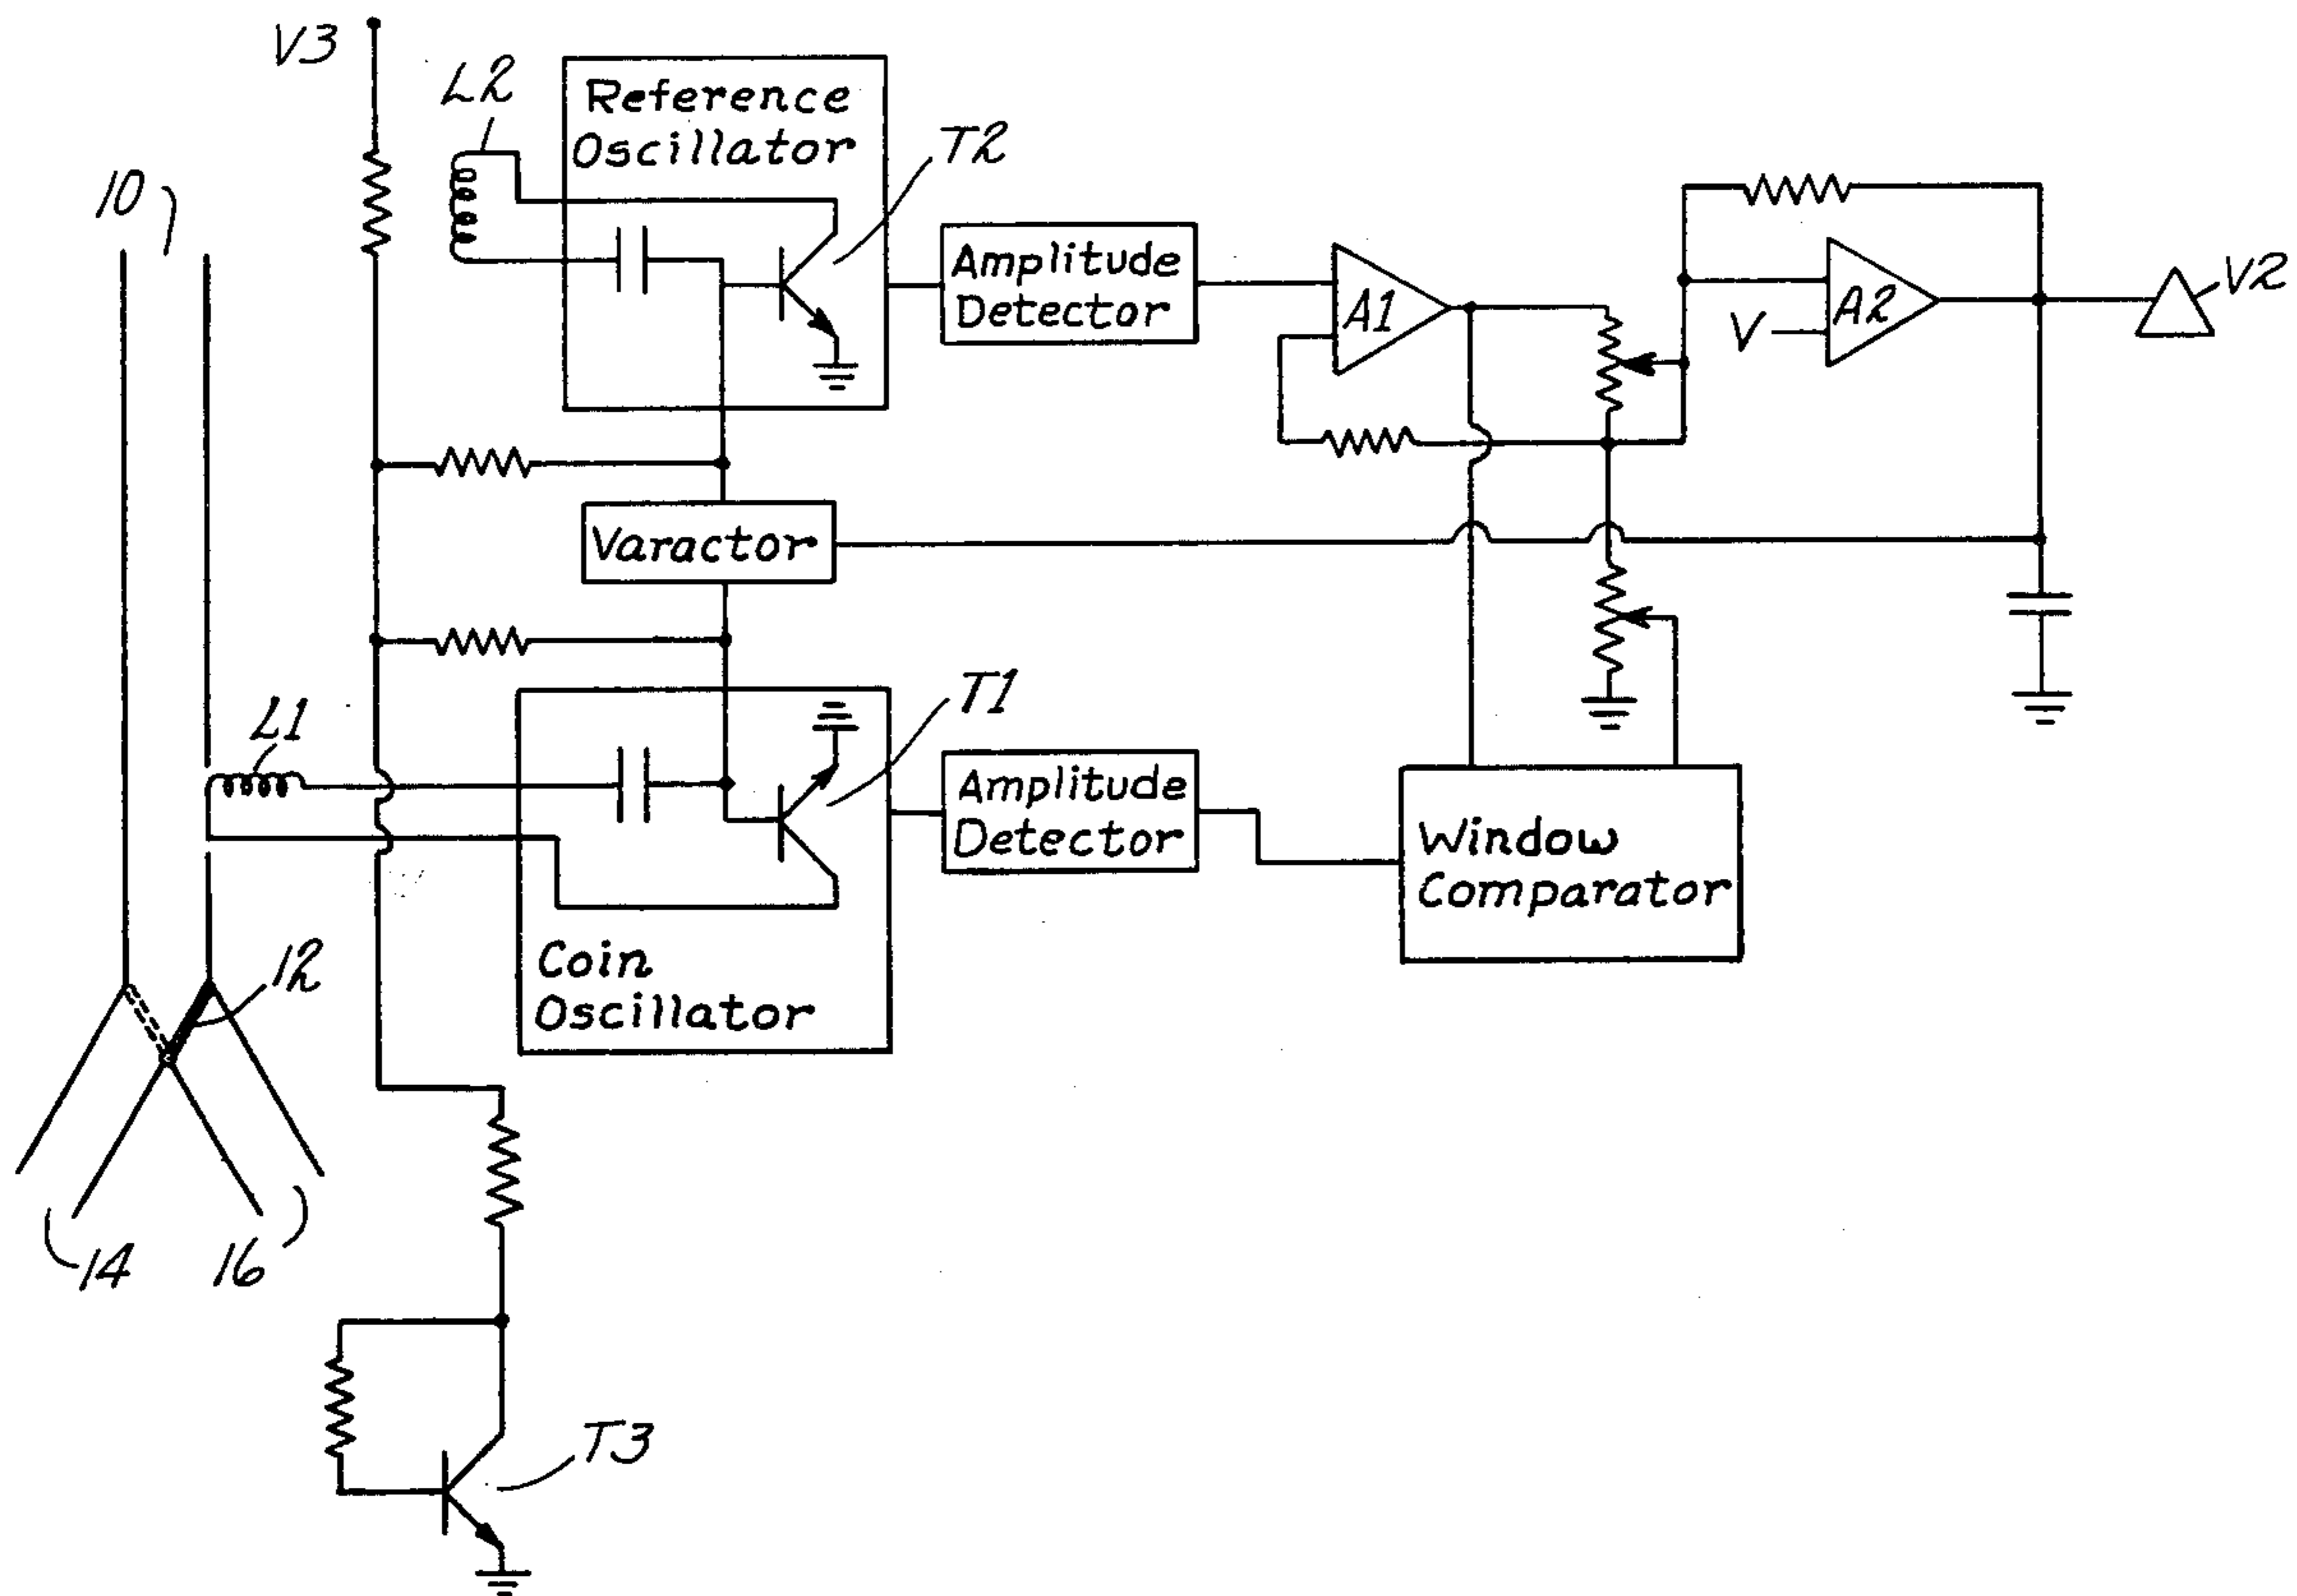 V3
L2
Reference
Oscillator
T2
10
Amplitude
Detector
A1
A2
V
V2
Varactor
L1
T1
Amplitude
Detector
Window
Comparator
12
Coin
Oscillator
14
16
T3